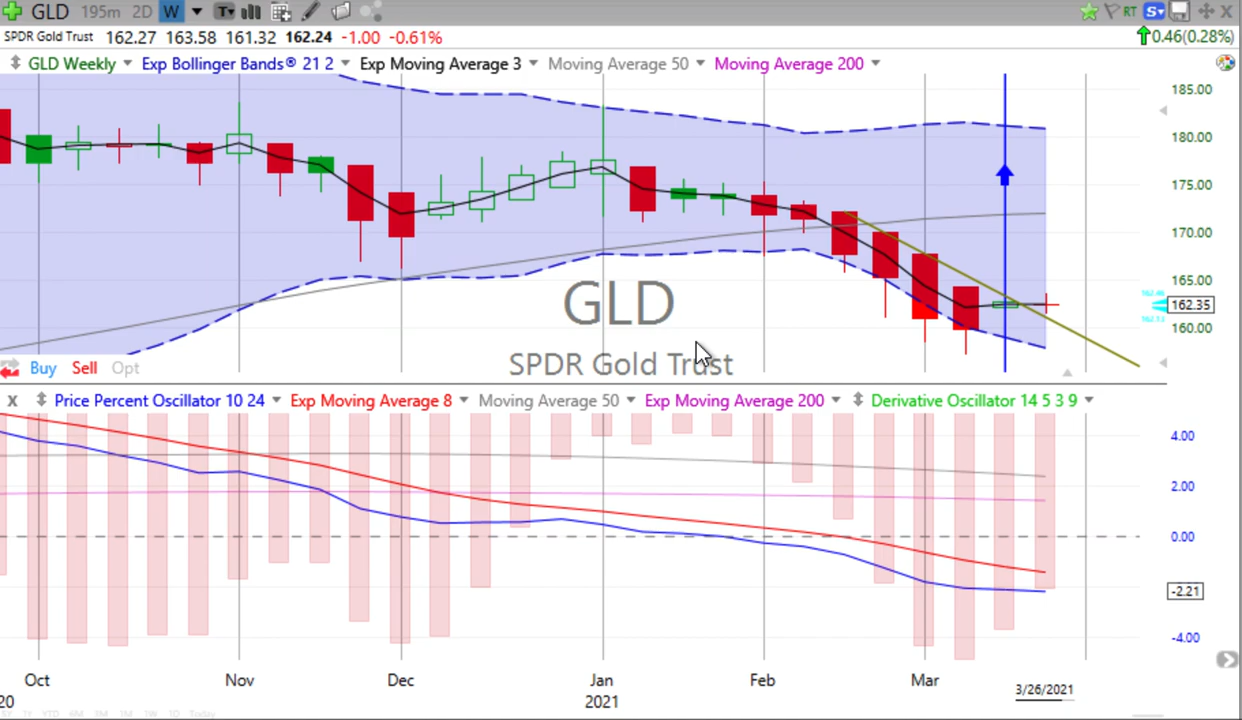 GLD 195m 2D W T RT S
SPDR Gold Trust 162.27 163.58 161.32 162.24 -1.00 -0.61% 0.46(0.28%)
GLD Weekly Exp Bollinger Bands® 21 2 Exp Moving Average 3 Moving Average 50 Moving Average 200
185.00
180.00
175.00
170.00
165.00
162.35
160.00
GLD
SPDR Gold Trust
Buy Sell Opt
X Price Percent Oscillator 10 24 Exp Moving Average 8 Moving Average 50 Exp Moving Average 200 Derivative Oscillator 14 5 3 9
4.00
2.00
0.00
-2.21
-4.00
Oct Nov Dec Jan Feb Mar 3/26/2021
20 2021
Today